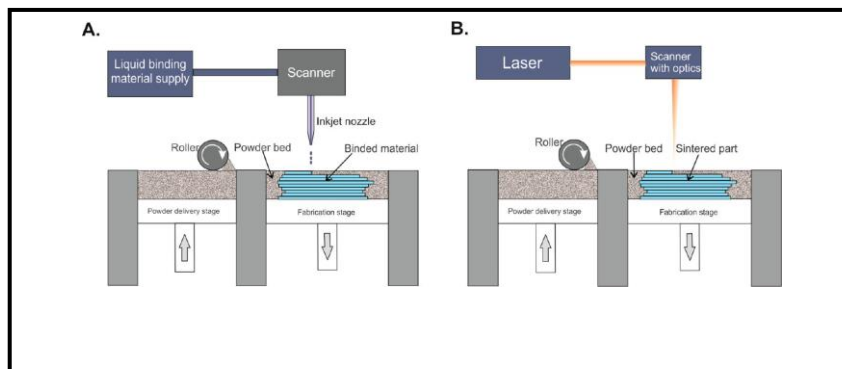 A.
Liquid binding
material supply
Scanner
Inkjet nozzle
Roller
Powder bed
Binded material
Powder delivery stage
Fabrication stage
B.
Laser
Scanner
with optics
Roller
Powder bed
Sintered part
Powder delivery stage
Fabrication stage